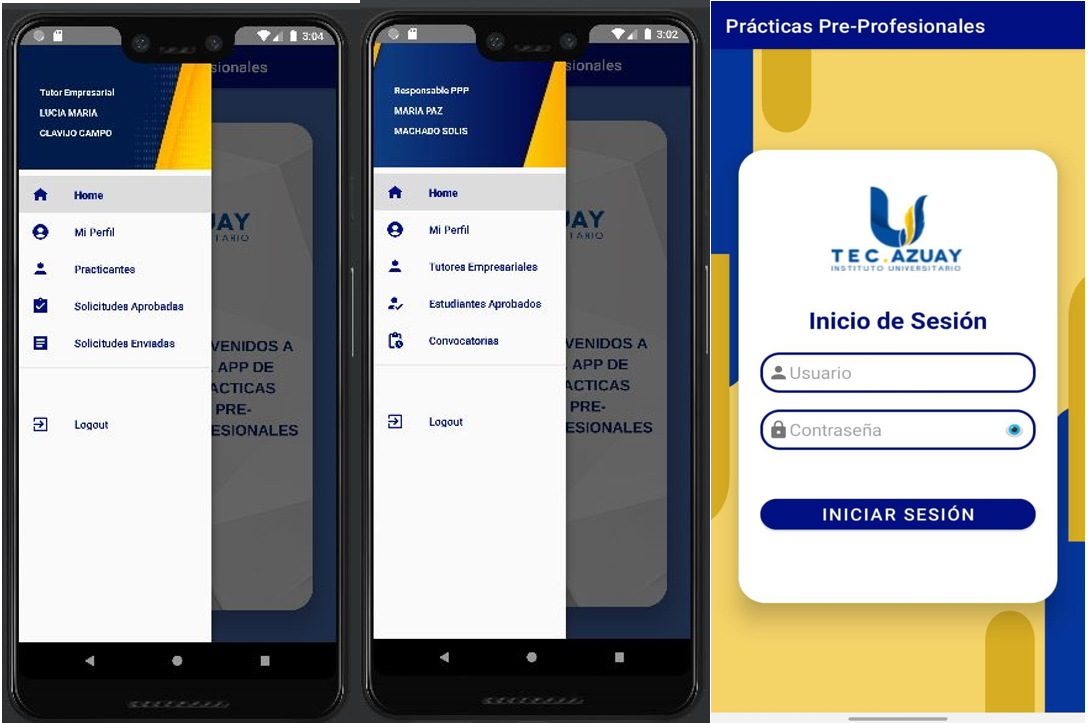 3:04
sionales
Tutor Empresarial
LUCIA MARIA
CLAVIJO CAMPO
Home
Mi Perfil
Practicantes
Solicitudes Aprobadas
Solicitudes Enviadas
Logout
AY
TARIO
VENIDOS A
APP DE
ACTICAS
PRE-
ESIONALES
3:02
sionales
Responsable PPP
MARIA PAZ
MACHADO SOLIS
Home
Mi Perfil
Tutores Empresariales
Estudiantes Aprobados
Convocatorias
Logout
UAY
TARIO
VENIDOS A
APP DE
ACTICAS
PRE-
ESIONALES
Prácticas Pre-Profesionales
TEC.AZUAY
INSTITUTO UNIVERSITARIO
Inicio de Sesión
Usuario
Contraseña
INICIAR SESIÓN